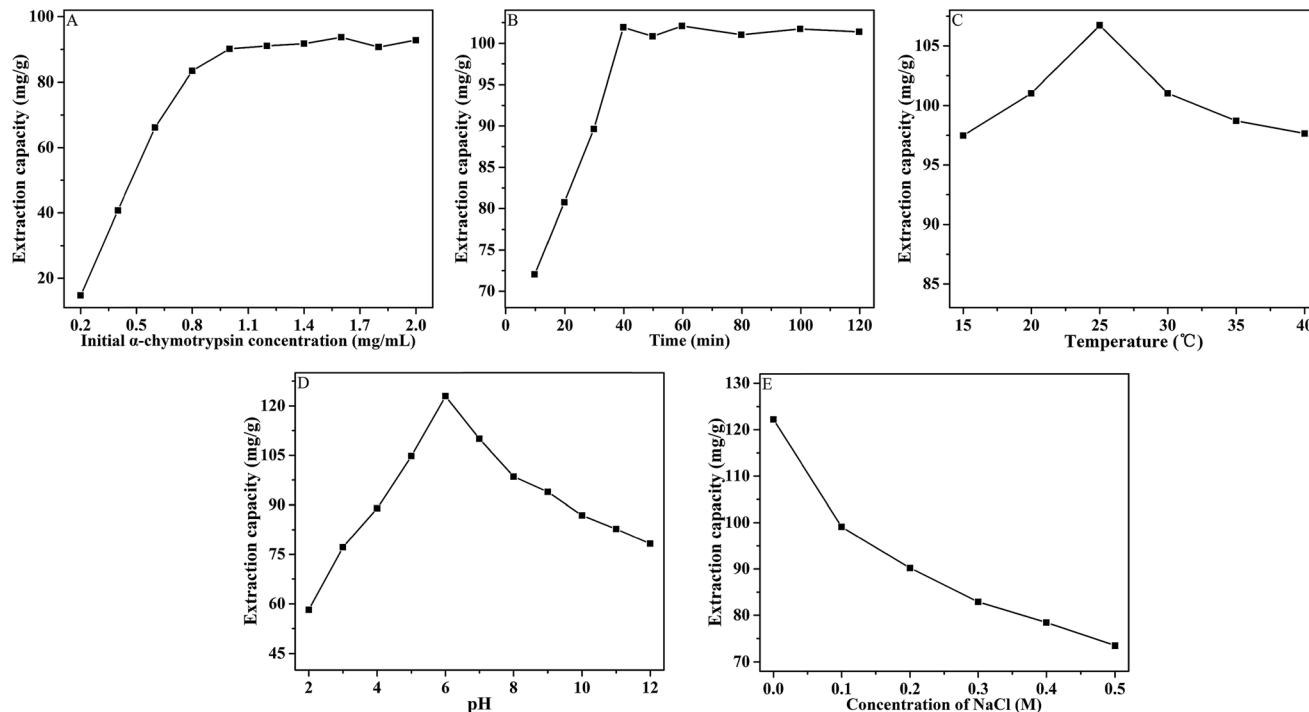 A
Extraction capacity (mg/g)
100
80
60
40
20
0.2 0.5 0.8 1.1 1.4 1.7 2.0
Initial α-chymotrypsin concentration (mg/mL)
B
Extraction capacity (mg/g)
100
95
90
85
80
75
70
0 20 40 60 80 100 120
Time (min)
C
Extraction capacity (mg/g)
105
100
95
90
85
15 20 25 30 35 40
Temperature (℃)
D
Extraction capacity (mg/g)
120
105
90
75
60
45
2 4 6 8 10 12
pH
E
Extraction capacity (mg/g)
130
120
110
100
90
80
70
0.0 0.1 0.2 0.3 0.4 0.5
Concentration of NaCl (M)